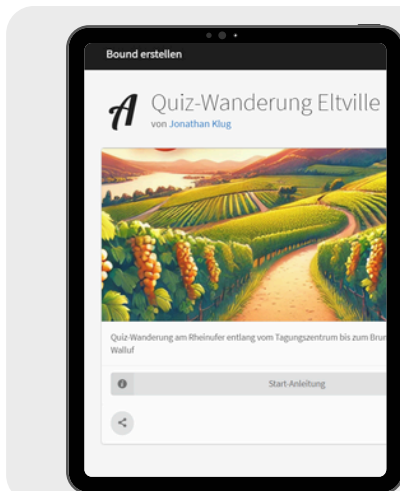 Bound erstellen
A Quiz-Wanderung Eltville
von Jonathan Klug
Quiz-Wanderung am Rheinufer entlang vom Tagungszentrum bis zum
Walluf
Start-Anleitung